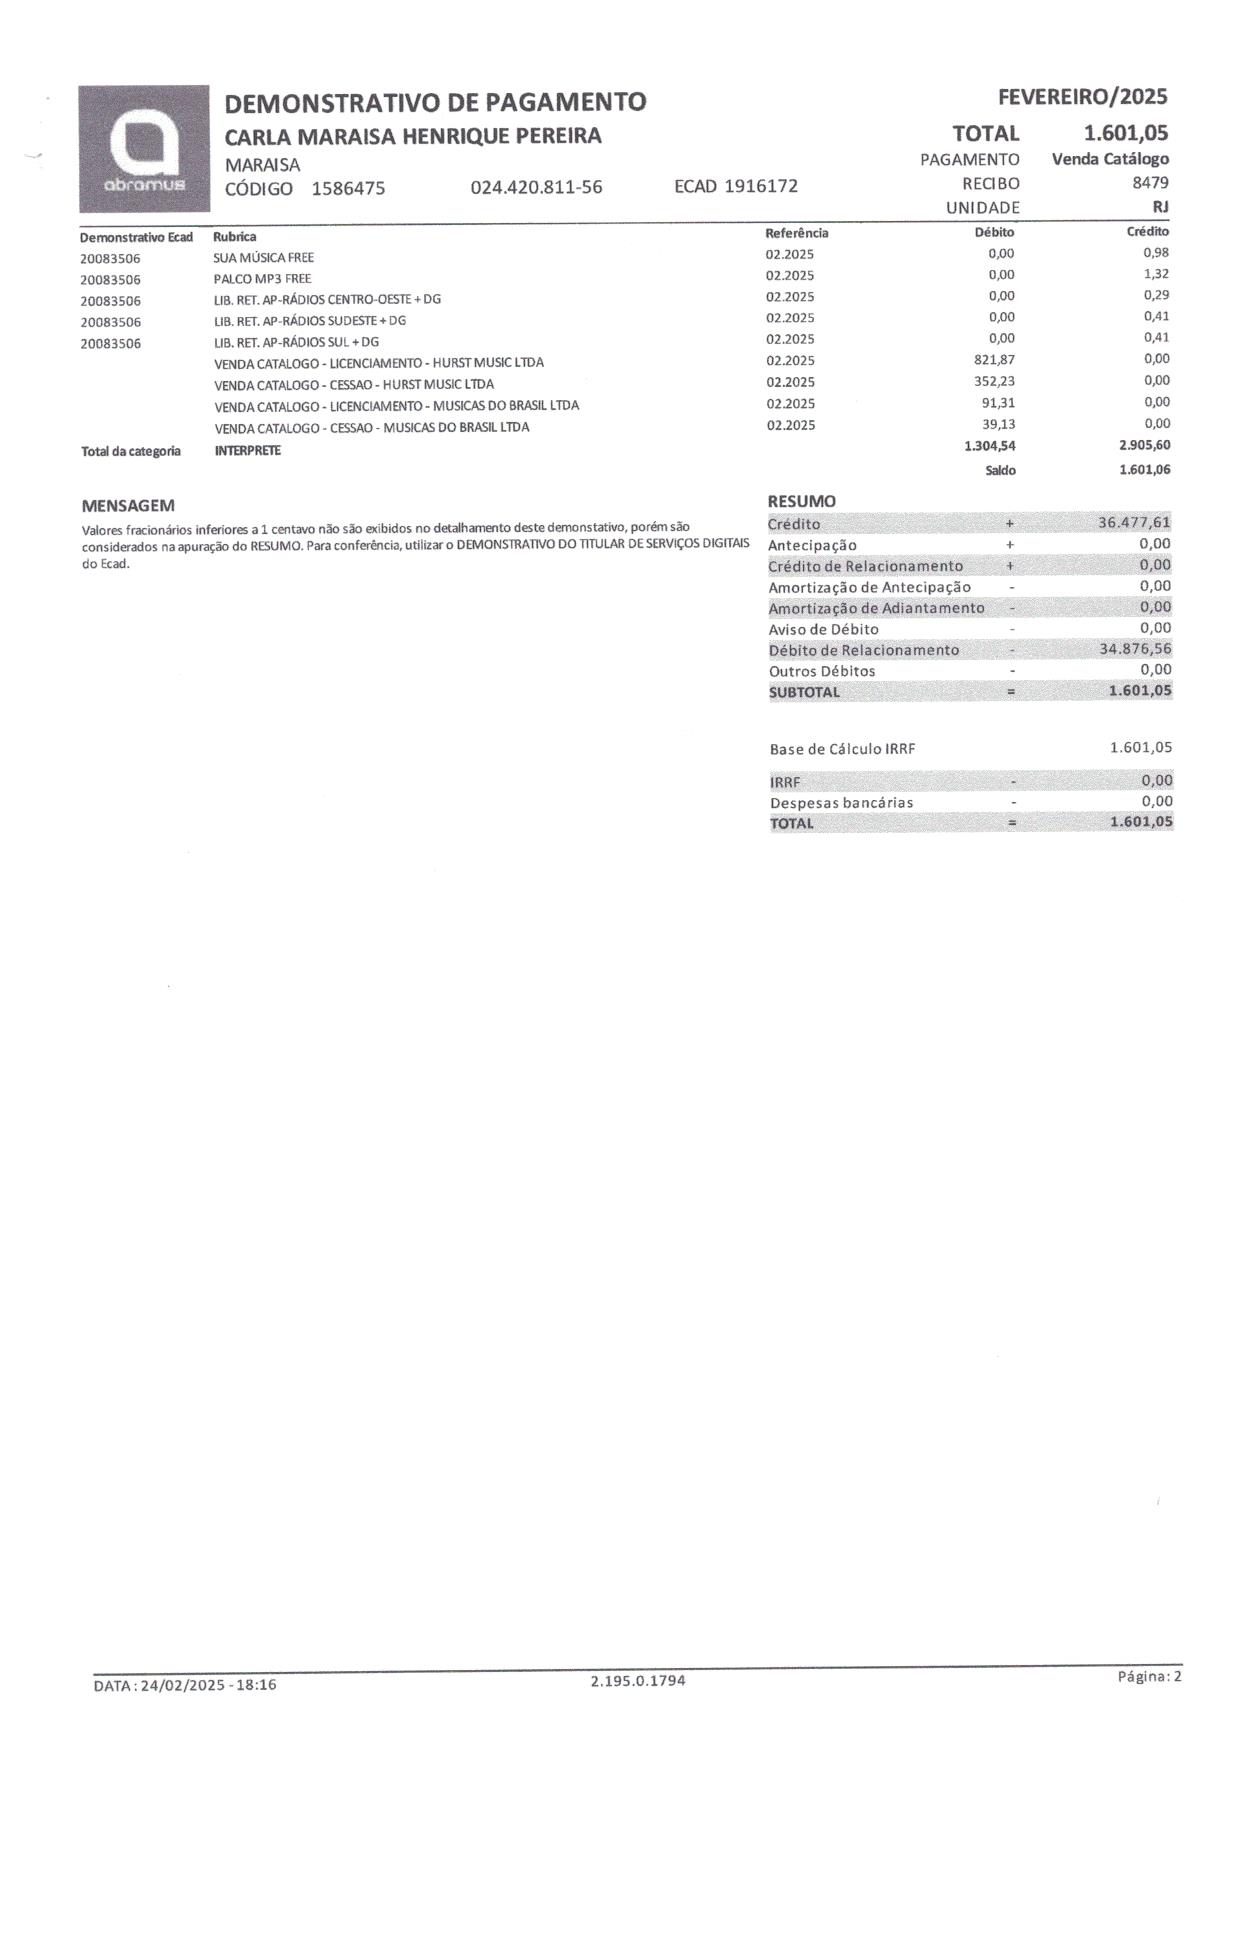 abramus
DEMONSTRATIVO DE PAGAMENTO FEVEREIRO/2025
CARLA MARAISA HENRIQUE PEREIRA TOTAL 1.601,05
MARAISA PAGAMENTO Venda Catálogo
CÓDIGO 1586475 024.420.811-56 ECAD 1916172 RECIBO 8479
UNIDADE RJ
Demonstrativo Ecad Rubrica Referência Débito Crédito
20083506 SUA MÚSICA FREE 02.2025 0,00 0,98
20083506 PALCO MP3 FREE 02.2025 0,00 1,32
20083506 LIB. RET. AP-RÁDIOS CENTRO-OESTE + DG 02.2025 0,00 0,29
20083506 LIB. RET. AP-RÁDIOS SUDESTE + DG 02.2025 0,00 0,41
20083506 LIB. RET. AP-RÁDIOS SUL + DG 02.2025 0,00 0,41
VENDA CATALOGO - LICENCIAMENTO - HURST MUSIC LTDA 02.2025 821,87 0,00
VENDA CATALOGO - CESSAO - HURST MUSIC LTDA 02.2025 352,23 0,00
VENDA CATALOGO - LICENCIAMENTO - MUSICAS DO BRASIL LTDA 02.2025 91,31 0,00
VENDA CATALOGO - CESSAO - MUSICAS DO BRASIL LTDA 02.2025 39,13 0,00
Total da categoria INTERPRETE 1.304,54 2.905,60
Saldo 1.601,06
MENSAGEM
Valores fracionários inferiores a 1 centavo não são exibidos no detalhamento deste demonstativo, porém são
considerados na apuração do RESUMO. Para conferência, utilizar o DEMONSTRATIVO DO TITULAR DE SERVIÇOS DIGITAIS
do Ecad.
RESUMO
Crédito + 36.477,61
Antecipação + 0,00
Crédito de Relacionamento + 0,00
Amortização de Antecipação - 0,00
Amortização de Adiantamento - 0,00
Aviso de Débito - 0,00
Débito de Relacionamento - 34.876,56
Outros Débitos - 0,00
SUBTOTAL = 1.601,05
Base de Cálculo IRRF 1.601,05
IRRF - 0,00
Despesas bancárias - 0,00
TOTAL = 1.601,05
DATA : 24/02/2025 - 18:16 2.195.0.1794 Página: 2